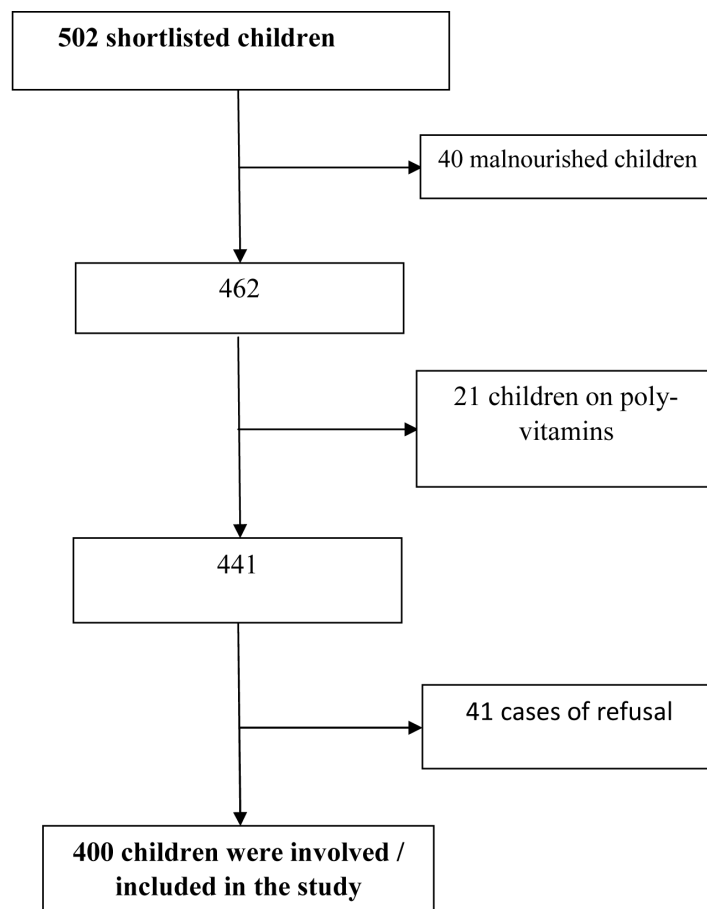 502 shortlisted children
40 malnourished children
462
21 children on poly-
vitamins
441
41 cases of refusal
400 children were involved /
included in the study